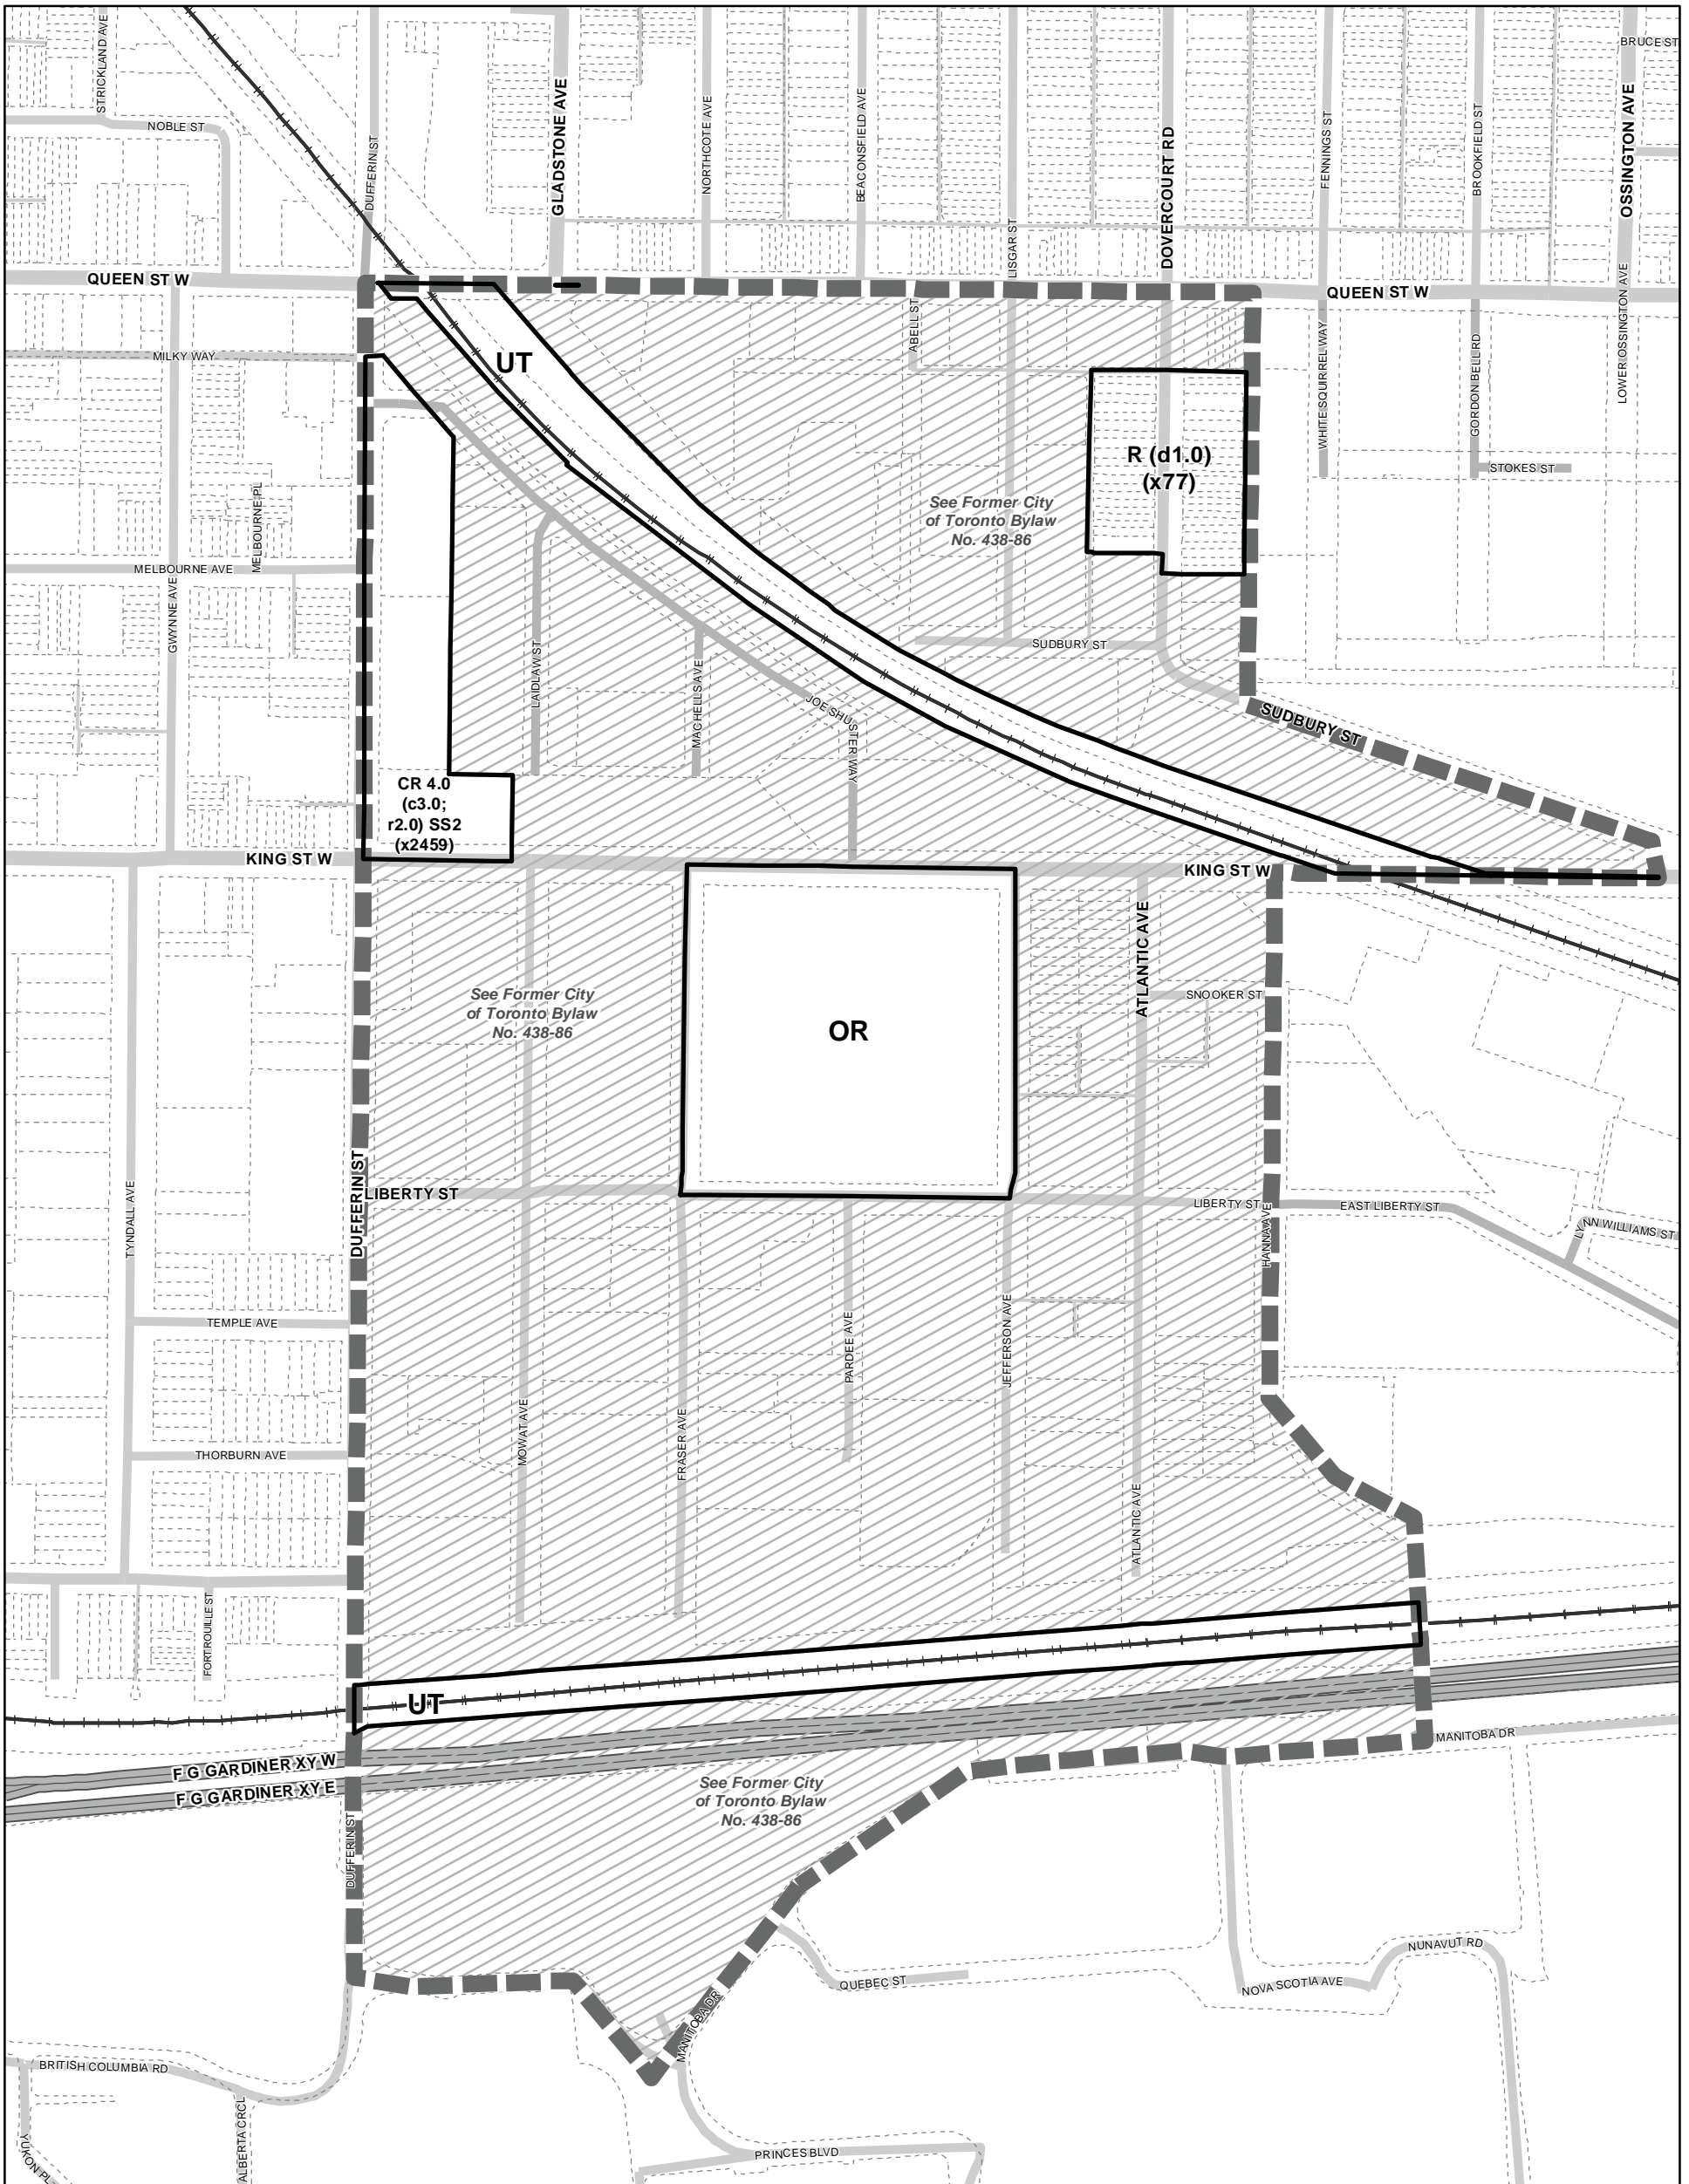 STRICKLAND AVE
NOBLE ST
DUFFERIN ST
GLADSTONE AVE
NORTHCOTE AVE
BEACONSFIELD AVE
LISGAR ST
DOVERCOURT RD
FENNINGS ST
BROOKFIELD ST
OSSINGTON AVE
BRUCE ST
QUEEN ST W
QUEEN ST W
LOWER OSSINGTON AVE
MILKY WAY
UT
ABELL ST
WHITE SQUIRREL WAY
GORDON BELL RD
STOKES ST
R (d1.0)
(x77)
See Former City
of Toronto Bylaw
No. 438-86
MELBOURNE PL
MELBOURNE AVE
GWYNNE AVE
LAIDLAW ST
MACHELLS AVE
JOE SHUSTER WAY
SUDBURY ST
SUDBURY ST
CR 4.0
(c3.0;
r2.0) SS2
(x2459)
KING ST W
KING ST W
ATLANTIC AVE
SNOOKER ST
See Former City
of Toronto Bylaw
No. 438-86
OR
TYNDALL AVE
DUFFERIN ST
LIBERTY ST
LIBERTY ST
HANNA AVE
EAST LIBERTY ST
LYNN WILLIAMS ST
TEMPLE AVE
PARDEE AVE
JEFFERSON AVE
THORBURN AVE
MOWAT AVE
FRASER AVE
ATLANTIC AVE
FORT ROUILLE ST
UT
F G GARDINER XY W
F G GARDINER XY E
MANITOBA DR
See Former City
of Toronto Bylaw
No. 438-86
DUFFERIN ST
MANITOBA DR
QUEBEC ST
NOVA SCOTIA AVE
NUNAVUT RD
BRITISH COLUMBIA RD
ALBERTA CRCL
YUKON PL
PRINCES BLVD